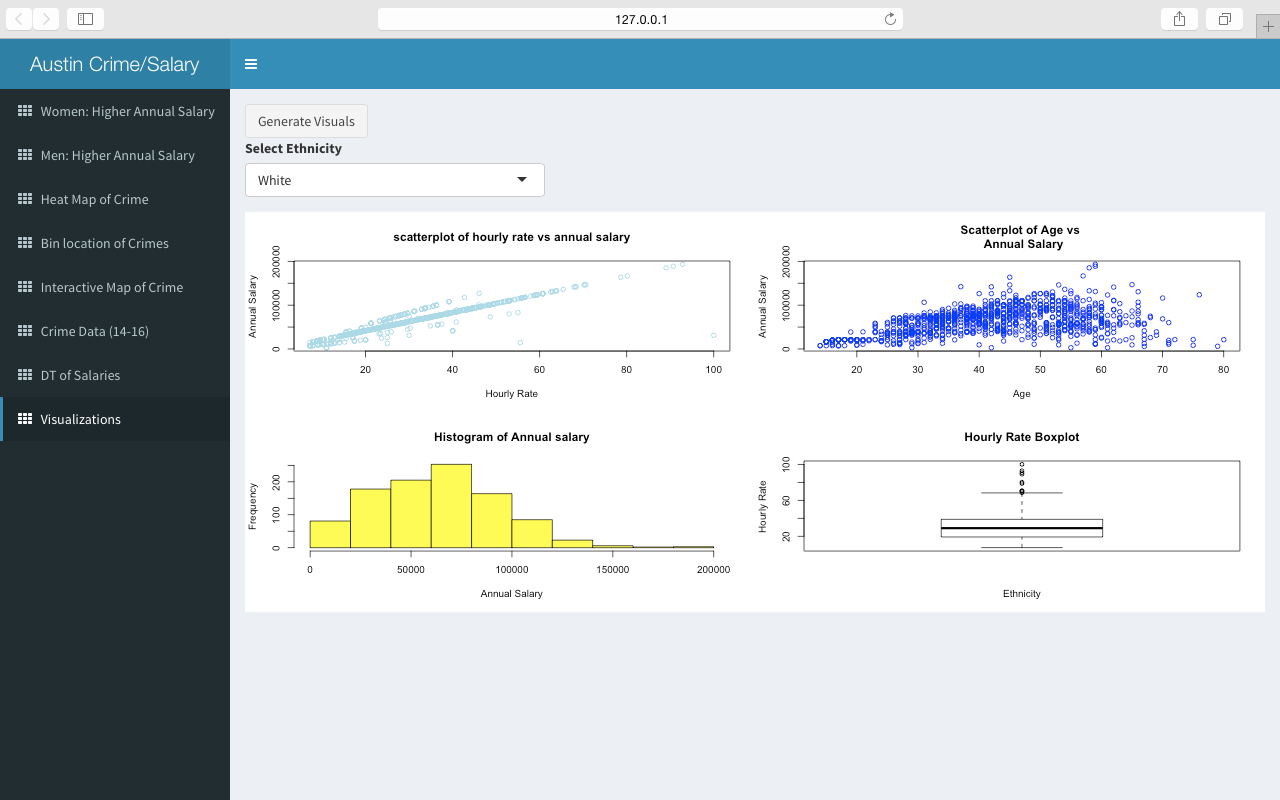 127.0.0.1
Austin Crime/Salary
Women: Higher Annual Salary
Men: Higher Annual Salary
Heat Map of Crime
Bin location of Crimes
Interactive Map of Crime
Crime Data (14-16)
DT of Salaries
Visualizations
Generate Visuals
Select Ethnicity
White
scatterplot of hourly rate vs annual salary
Annual Salary
0 100000 200000
20 40 60 80 100
Hourly Rate
Scatterplot of Age vs
Annual Salary
Annual Salary
0 100000 200000
20 30 40 50 60 70 80
Age
Histogram of Annual salary
Frequency
0 100 200
0 50000 100000 150000 200000
Annual Salary
Hourly Rate Boxplot
Hourly Rate
20 60 100
Ethnicity